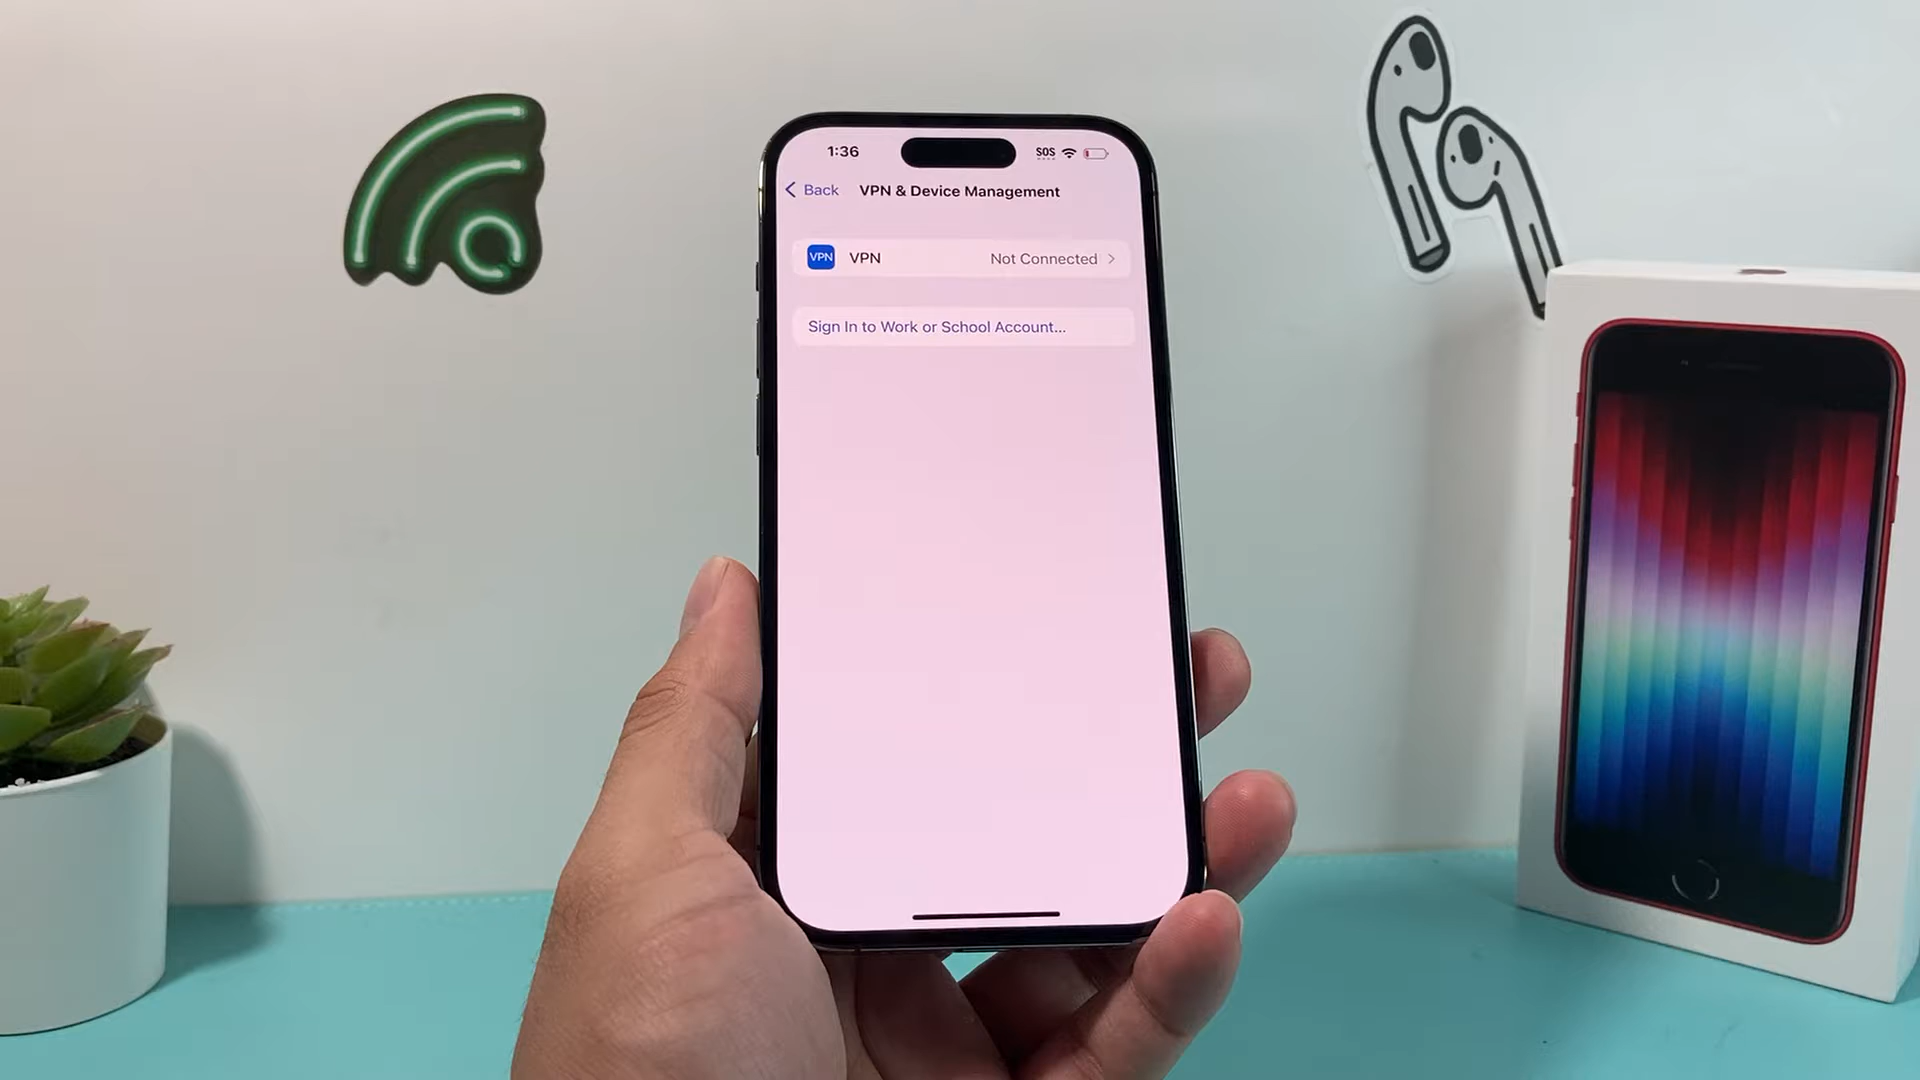 1:36
SOS
Back
VPN & Device Management
VPN VPN Not Connected
Sign In to Work or School Account...